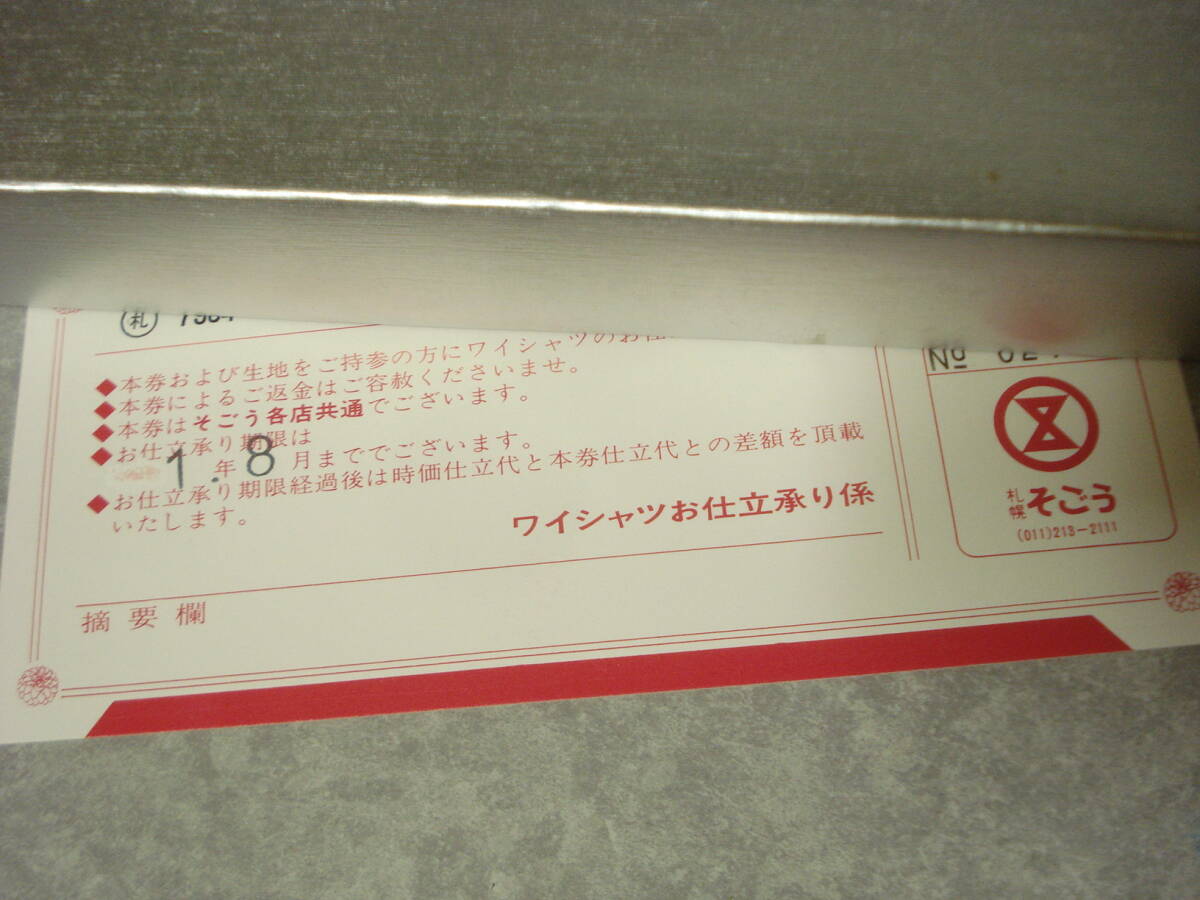 札
◆本券および生地をご持参の方にワイシャツのお
◆本券によるご返金はご容赦くださいませ。
◆本券はそごう各店共通でございます。
◆お仕立承り期限は
1.年8月まででございます。
◆お仕立承り期限経過後は時価仕立代と本券仕立代との差額を頂載
いたします。
ワイシャツお仕立承り係
摘要欄
No
札幌 そごう
(011)213-2111